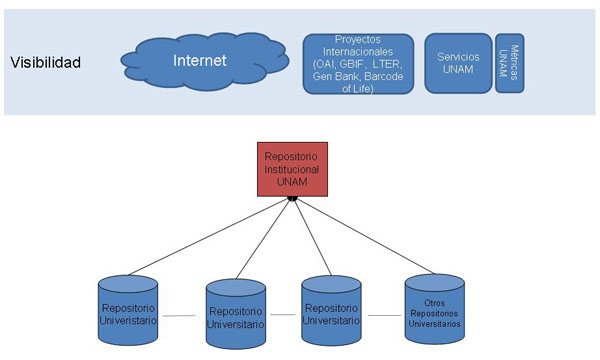 Visibilidad
Internet
Proyectos
Internacionales
(OAI, GBIF, LTER,
Gen Bank, Barcode
of Life)
Servicios
UNAM
Métricas
UNAM
Repositorio
Institucional
UNAM
Repositorio
Univeristario
Repositorio
Universitario
Repositorio
Universitario
Otros
Repositorios
Universitarios